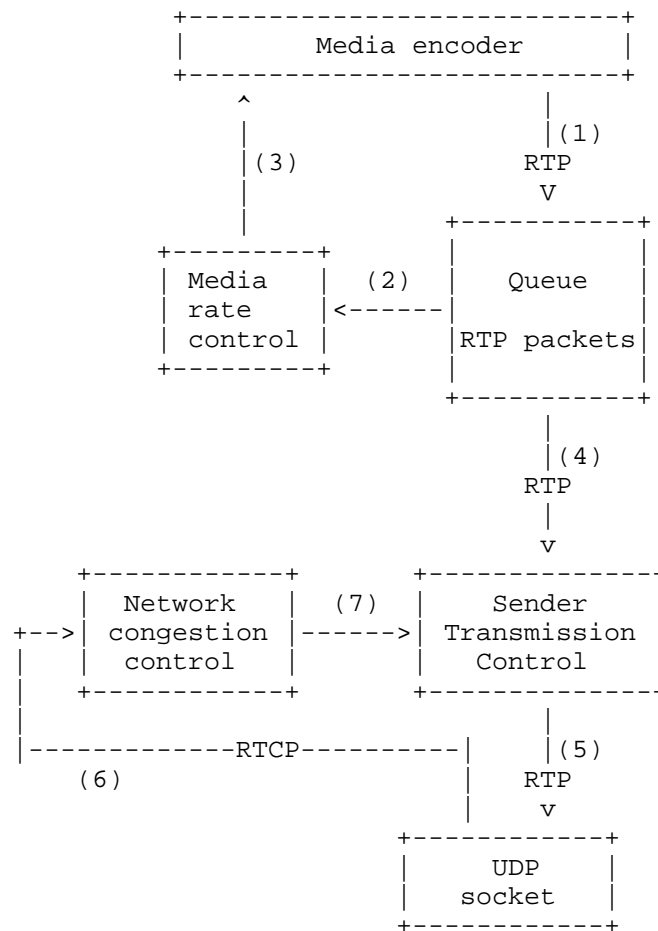 Media encoder
(1)
RTP
(3)
Media
rate
control
(2)
Queue
RTP packets
(4)
RTP
Network
congestion
control
(7)
Sender
Transmission
Control
RTCP
(6)
(5)
RTP
UDP
socket